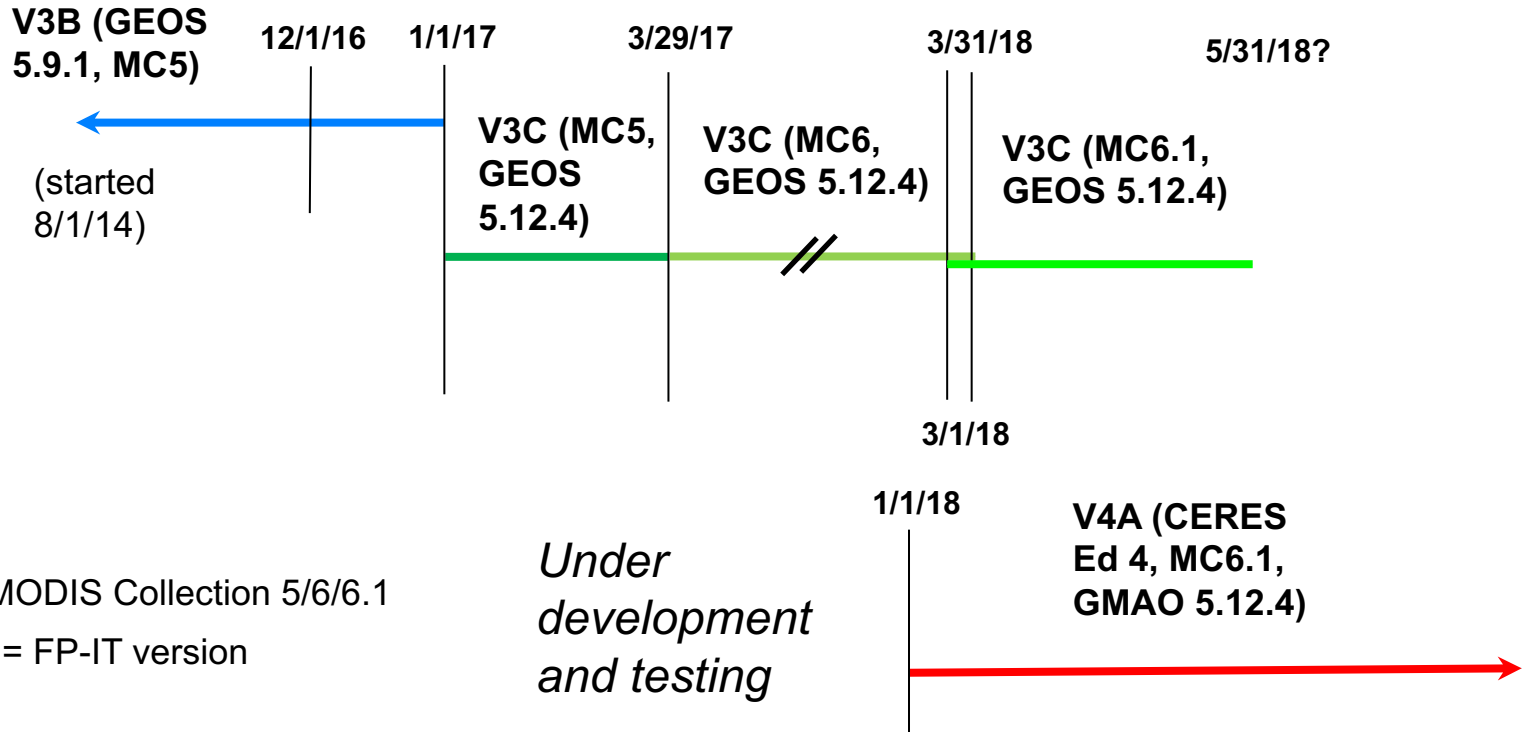 V3B (GEOS
5.9.1, MC5)
12/1/16
1/1/17
3/29/17
3/31/18
5/31/18?
(started
8/1/14)
V3C (MC5,
GEOS
5.12.4)
V3C (MC6,
GEOS 5.12.4)
V3C (MC6.1,
GEOS 5.12.4)
3/1/18
1/1/18
Under
development
and testing
V4A (CERES
Ed 4, MC6.1,
GMAO 5.12.4)
MODIS Collection 5/6/6.1
= FP-IT version